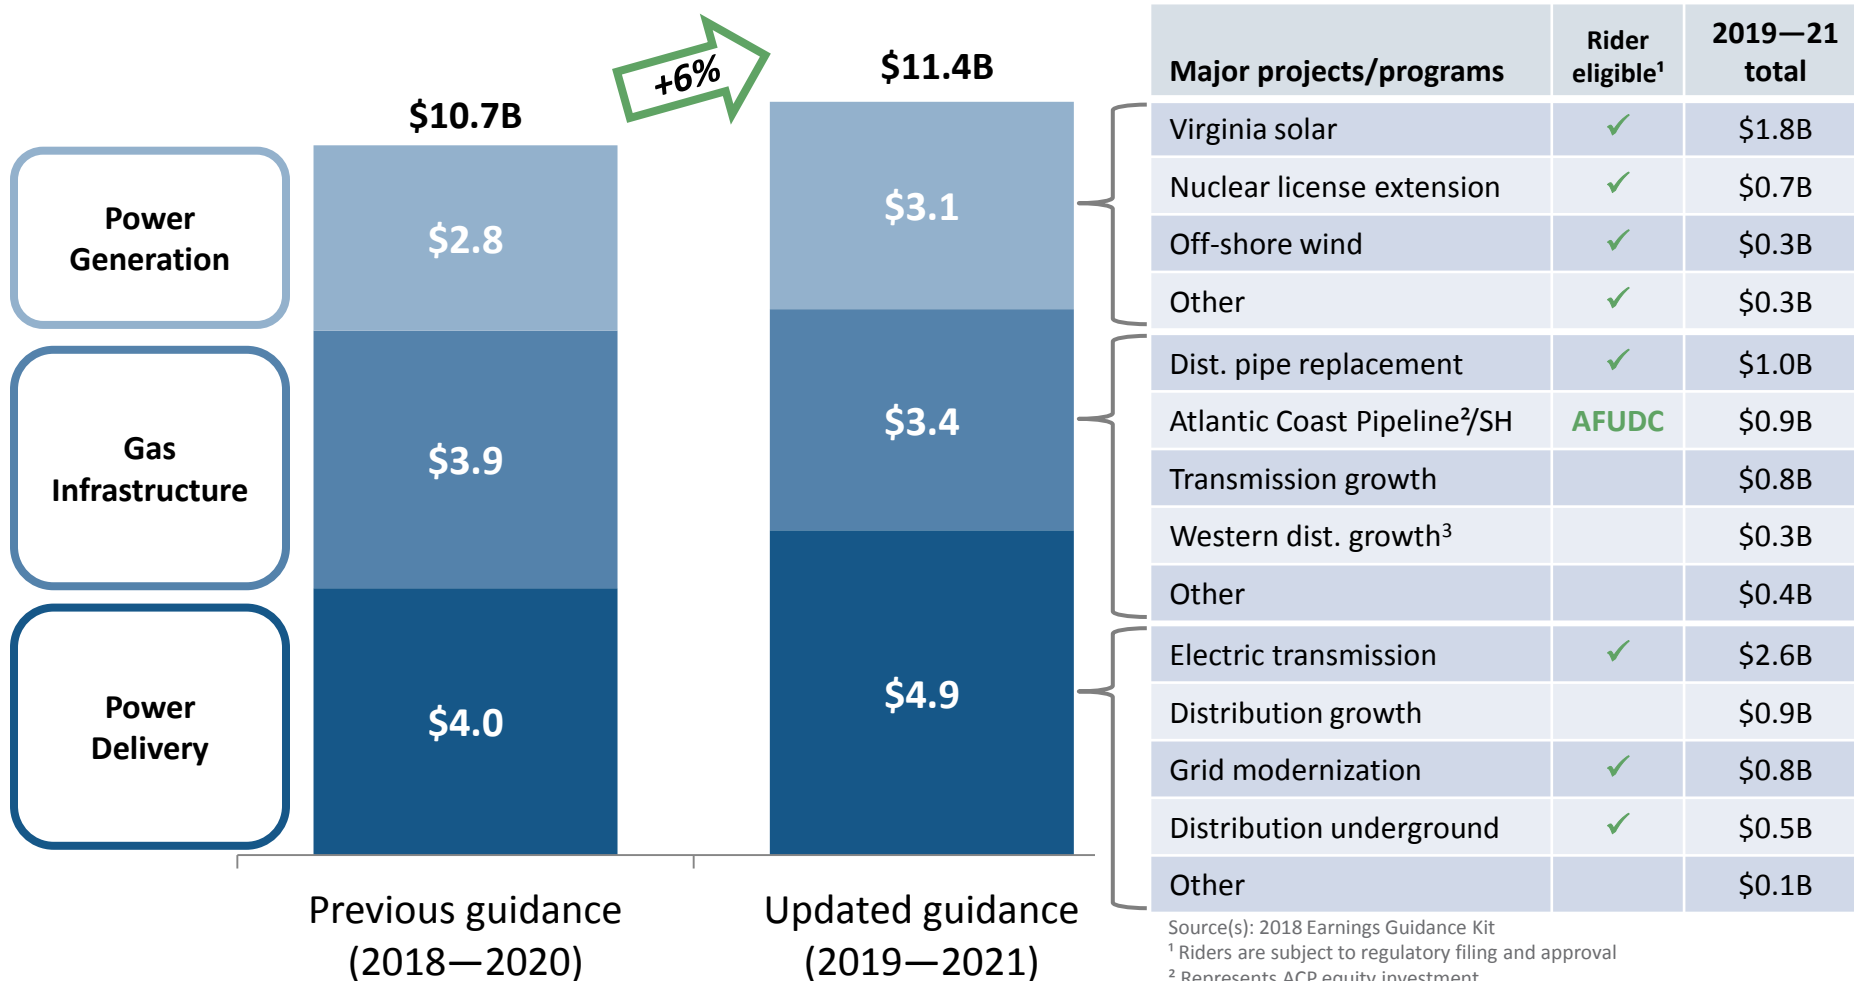 +6%
$10.7B
$11.4B
Power
Generation
$2.8
$3.1
Gas
Infrastructure
$3.9
$3.4
Power
Delivery
$4.0
$4.9
Previous guidance
(2018—2020)
Updated guidance
(2019—2021)
Major projects/programs Rider eligible¹ 2019—21 total
Virginia solar ✓ $1.8B
Nuclear license extension ✓ $0.7B
Off-shore wind ✓ $0.3B
Other ✓ $0.3B
Dist. pipe replacement ✓ $1.0B
Atlantic Coast Pipeline²/SH AFUDC $0.9B
Transmission growth $0.8B
Western dist. growth³ $0.3B
Other $0.4B
Electric transmission ✓ $2.6B
Distribution growth $0.9B
Grid modernization ✓ $0.8B
Distribution underground ✓ $0.5B
Other $0.1B
Source(s): 2018 Earnings Guidance Kit
¹ Riders are subject to regulatory filing and approval
² Represents ACP equity investment